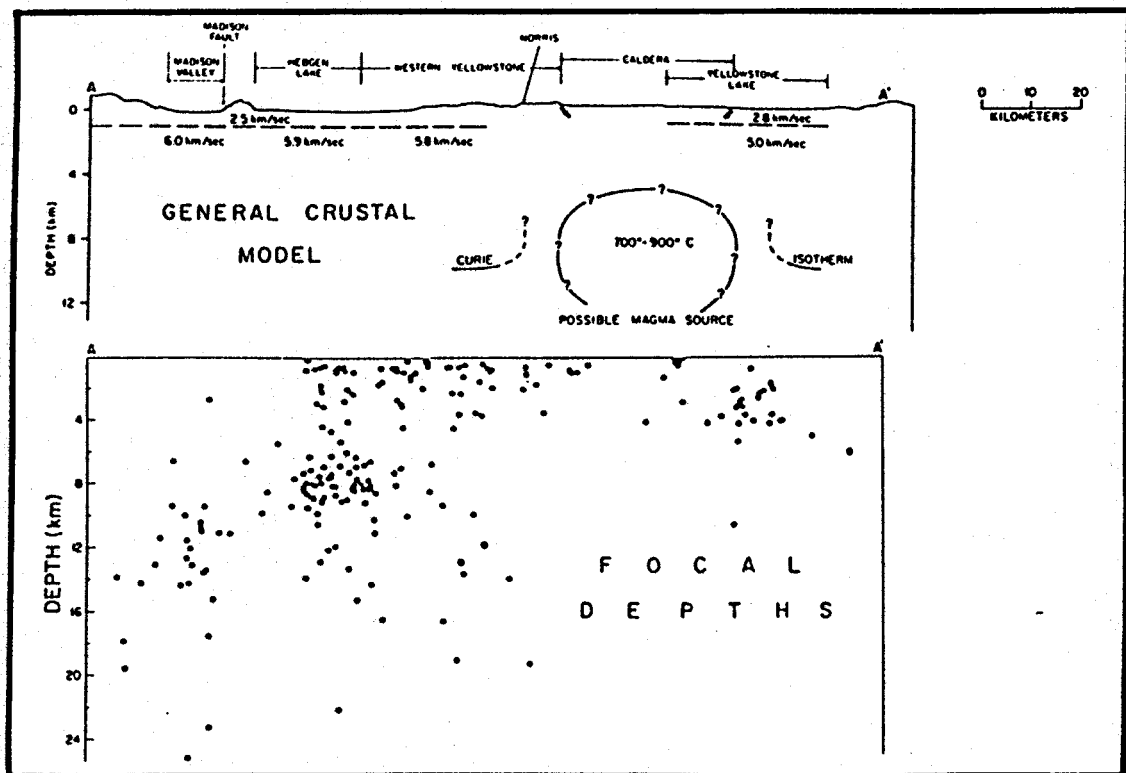 MADISON
FAULT
NORRIS
MADISON
VALLEY
HEBGEN
LAKE
WESTERN YELLOWSTONE
CALDERA
YELLOWSTONE
LAKE
A
A'
0 10 20
KILOMETERS
0
2.5 km/sec
2.8 km/sec
6.0 km/sec
5.9 km/sec
5.8 km/sec
5.0 km/sec
4
GENERAL CRUSTAL
MODEL
?
?
?
?
?
?
?
?
?
?
700°-900° C
8
CURIE
ISOTHERM
12
DEPTH (km)
POSSIBLE MAGMA SOURCE
A
A'
4
8
12
16
20
24
DEPTH (km)
FOCAL
DEPTHS